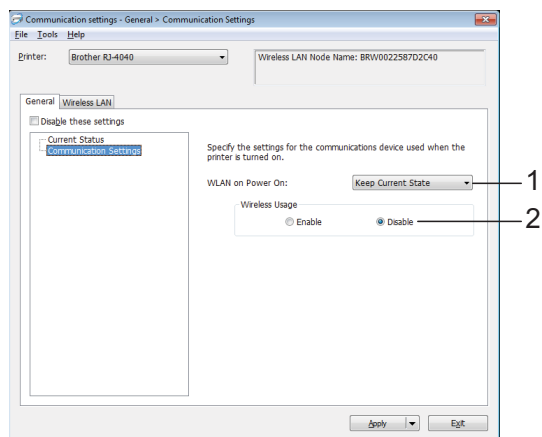 Communication settings - General > Communication Settings
File Tools Help
Printer: Brother RJ-4040 Wireless LAN Node Name: BRW0022587D2C40
General Wireless LAN
Disable these settings
Current Status
Communication Settings
Specify the settings for the communications device used when the
printer is turned on.
WLAN on Power On: Keep Current State 1
Wireless Usage
Enable Disable 2
Apply Exit